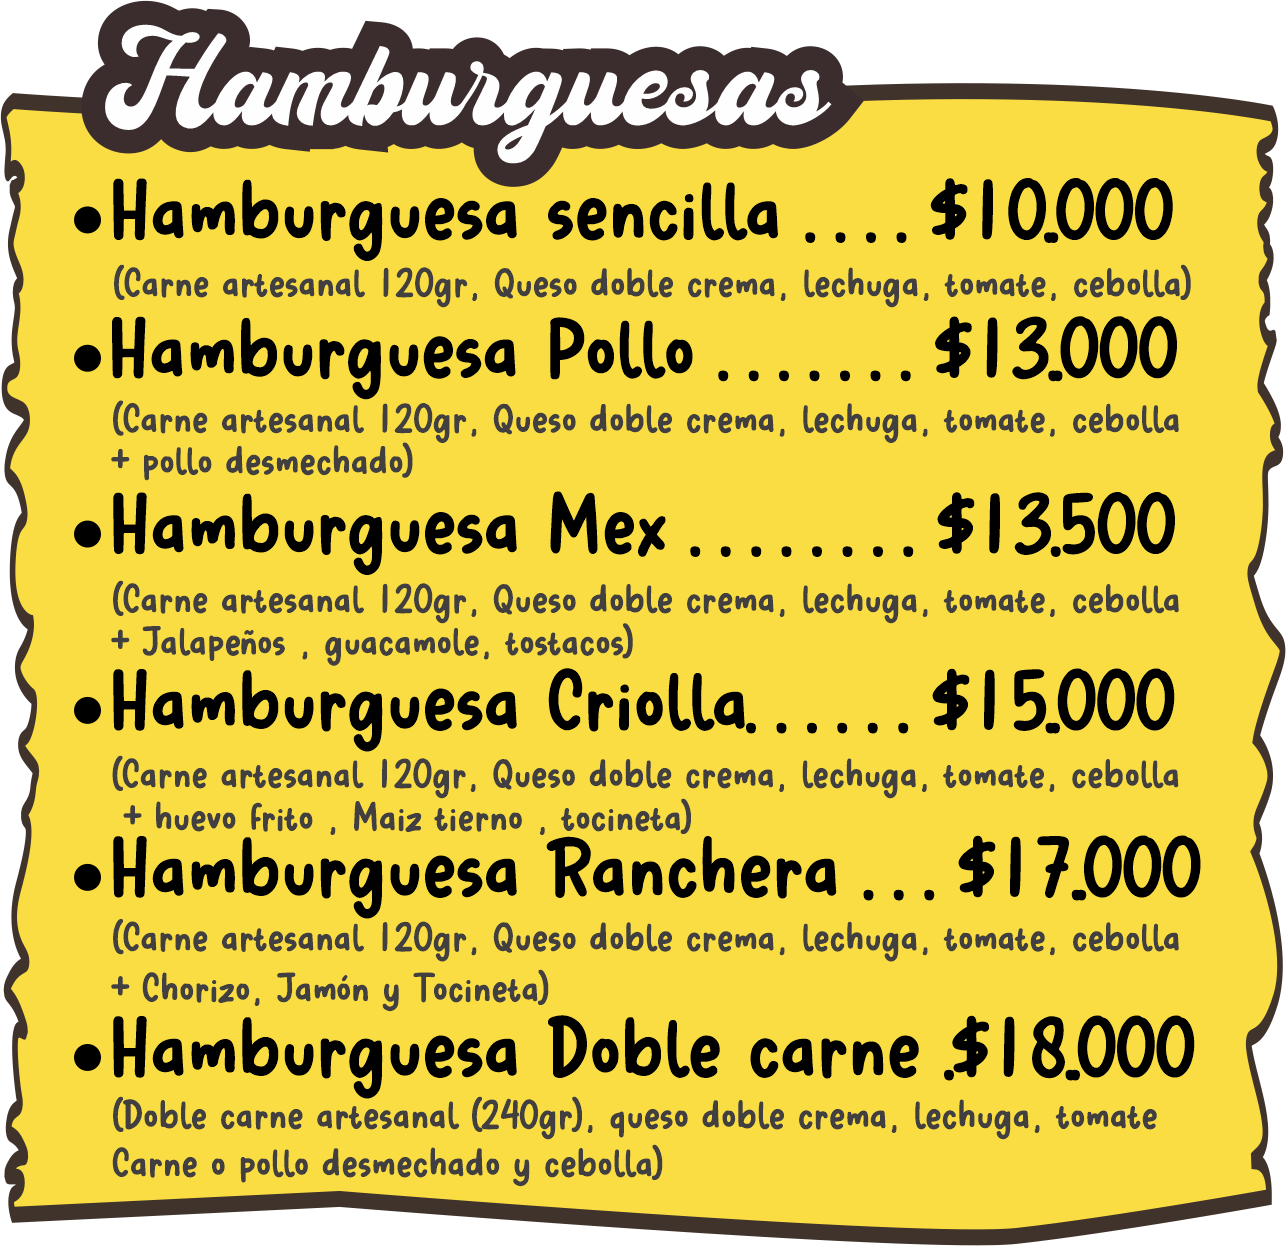 Hamburguesas
•Hamburguesa sencilla .... $10.000
(Carne artesanal 120gr, Queso doble crema, lechuga, tomate, cebolla)
•Hamburguesa Pollo ....... $13.000
(Carne artesanal 120gr, Queso doble crema, lechuga, tomate, cebolla
+ pollo desmechado)
•Hamburguesa Mex ........ $13.500
(Carne artesanal 120gr, Queso doble crema, lechuga, tomate, cebolla
+ Jalapeños , guacamole, tostacos)
•Hamburguesa Criolla...... $15.000
(Carne artesanal 120gr, Queso doble crema, lechuga, tomate, cebolla
+ huevo frito , Maiz tierno , tocineta)
•Hamburguesa Ranchera ... $17.000
(Carne artesanal 120gr, Queso doble crema, lechuga, tomate, cebolla
+ Chorizo, Jamón y Tocineta)
•Hamburguesa Doble carne .$18.000
(Doble carne artesanal (240gr), queso doble crema, lechuga, tomate
Carne o pollo desmechado y cebolla)